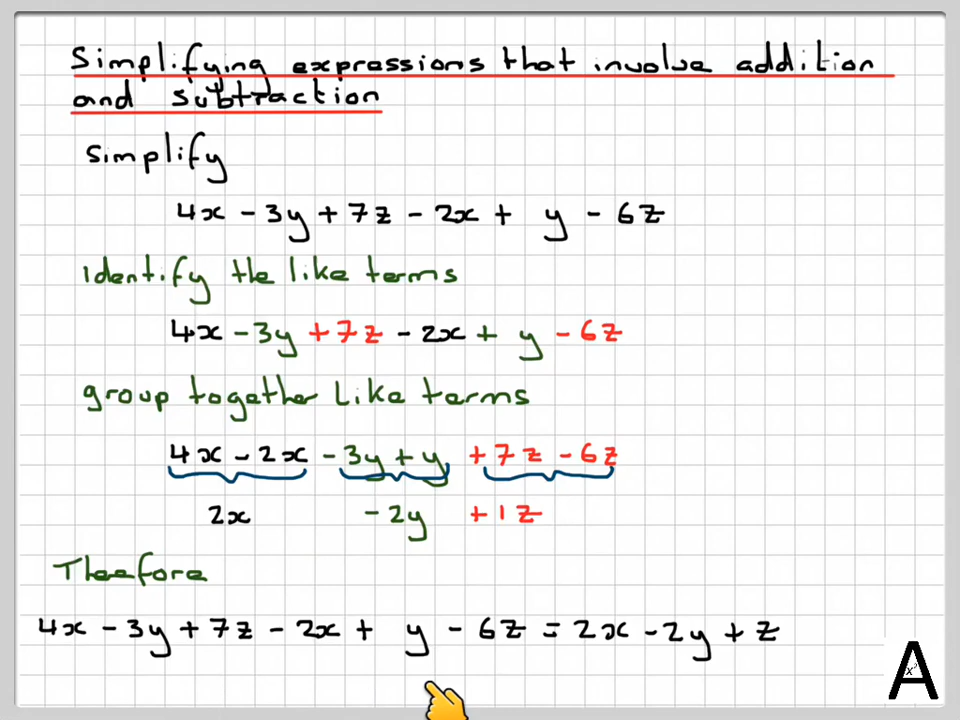 Simplifying expressions that involve addition
and subtraction
simplify
4x - 3y + 7z - 2x + y - 6z
identify the like terms
4x - 3y + 7z - 2x + y - 6z
group together Like terms
4x - 2x - 3y + y + 7z - 6z
2x - 2y + 1z
Therefore
4x - 3y + 7z - 2x + y - 6z = 2x - 2y + z
A